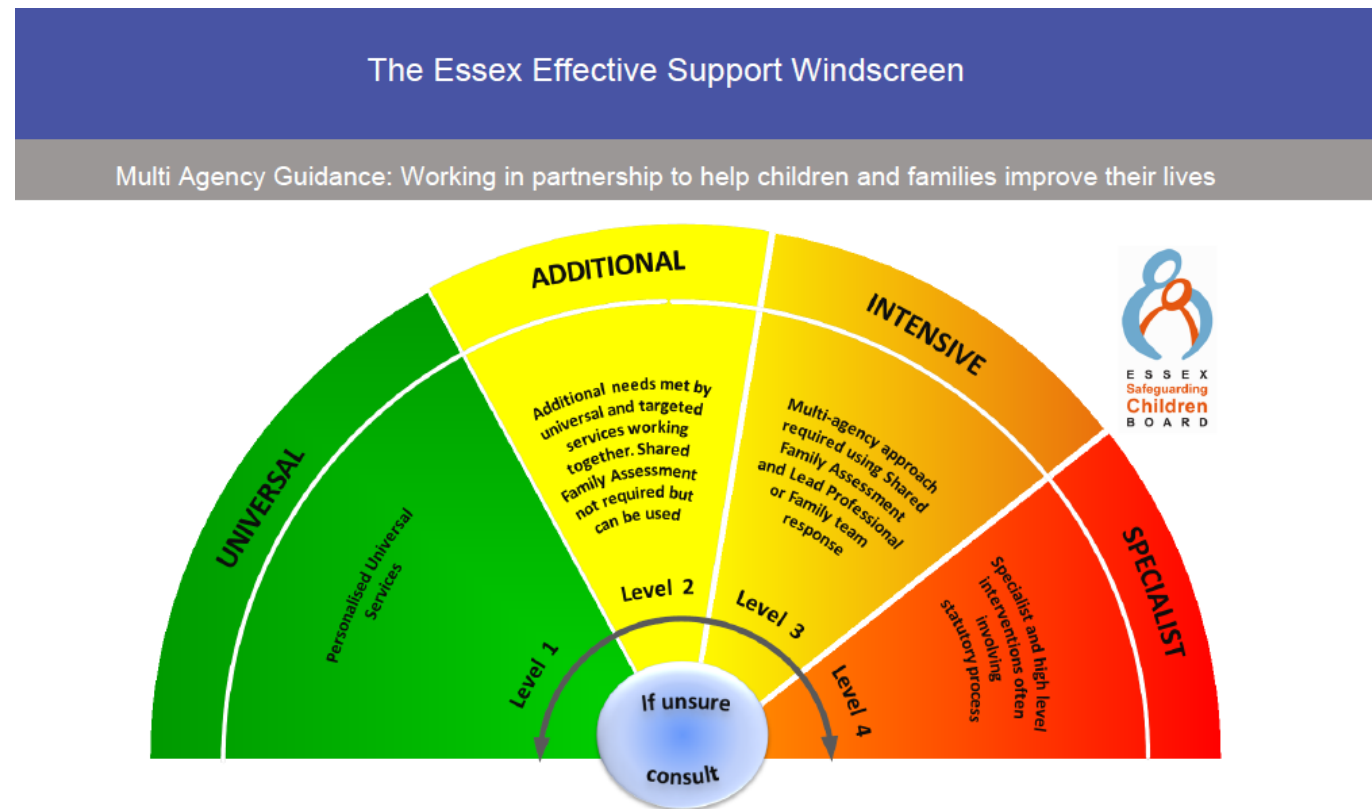 The Essex Effective Support Windscreen
Multi Agency Guidance: Working in partnership to help children and families improve their lives
UNIVERSAL
Personalised Universal
Services
Level 1
ADDITIONAL
Additional needs met by
universal and targeted
services working
together. Shared
Family Assessment
not required but
can be used
Level 2
INTENSIVE
Multi-agency approach
required using Shared
Family Assessment
and Lead Professional
or Family team
response
Level 3
SPECIALIST
Specialist and high level
interventions often
involving
statutory process
Level 4
If unsure
consult
ESSEX
Safeguarding
Children
BOARD